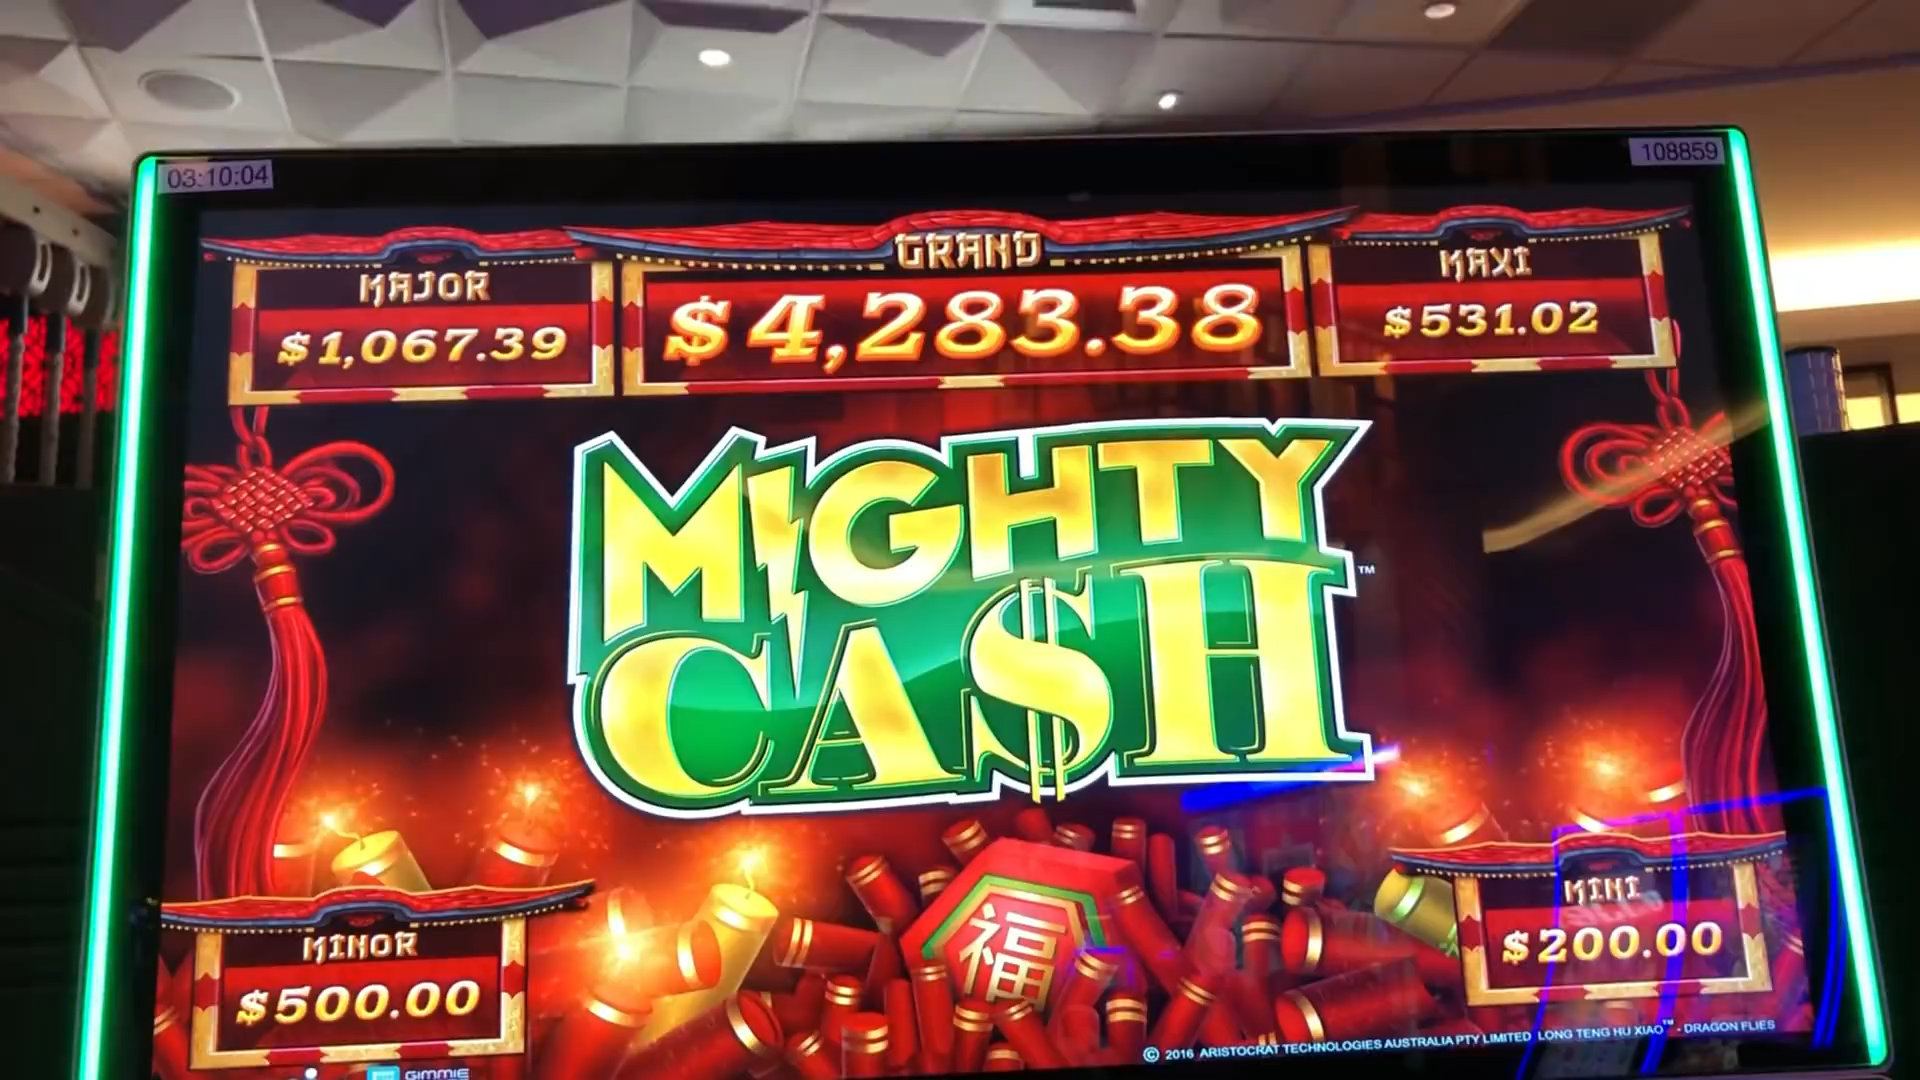 03:10:04
108859
MAJOR
$1,067.39
GRAND
$4,283.38
MAXI
$531.02
MIGHTY
CA$H
™
MINOR
$500.00
福
MINI
$200.00
© 2016 ARISTOCRAT TECHNOLOGIES AUSTRALIA PTY LIMITED LONG TENG HU XIAO™ - DRAGON FLIES
GIMMIE